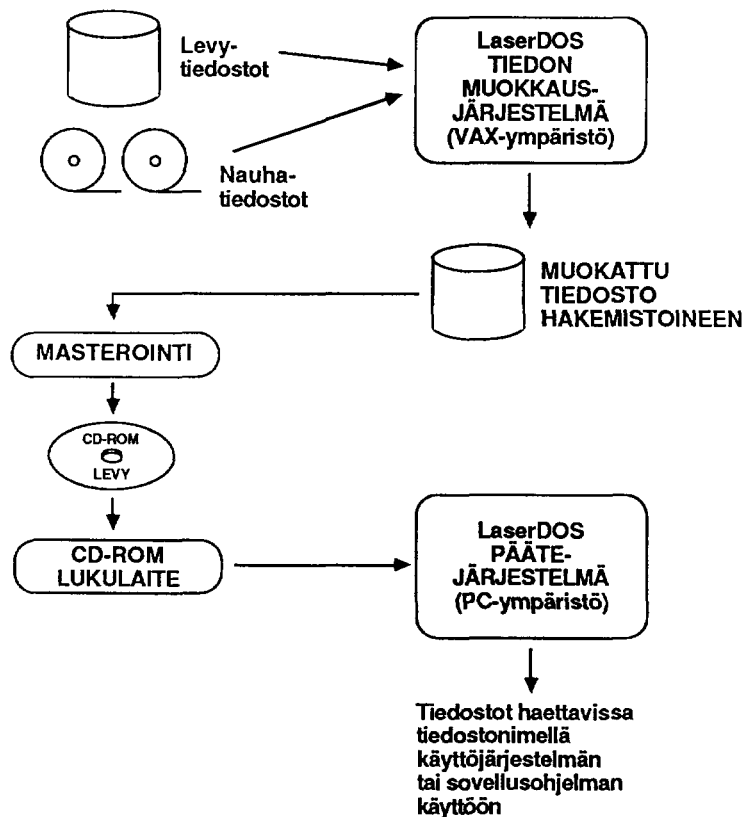 Levy-
tiedostot
Nauha-
tiedostot
LaserDOS
TIEDON
MUOKKAUS-
JÄRJESTELMÄ
(VAX-ympäristö)
MUOKATTU
TIEDOSTO
HAKEMISTOINEEN
MASTEROINTI
CD-ROM
LEVY
CD-ROM
LUKULAITE
LaserDOS
PÄÄTE-
JÄRJESTELMÄ
(PC-ympäristö)
Tiedostot haettavissa
tiedostonimellä
käyttöjärjestelmän
tai sovellusohjelman
käyttöön